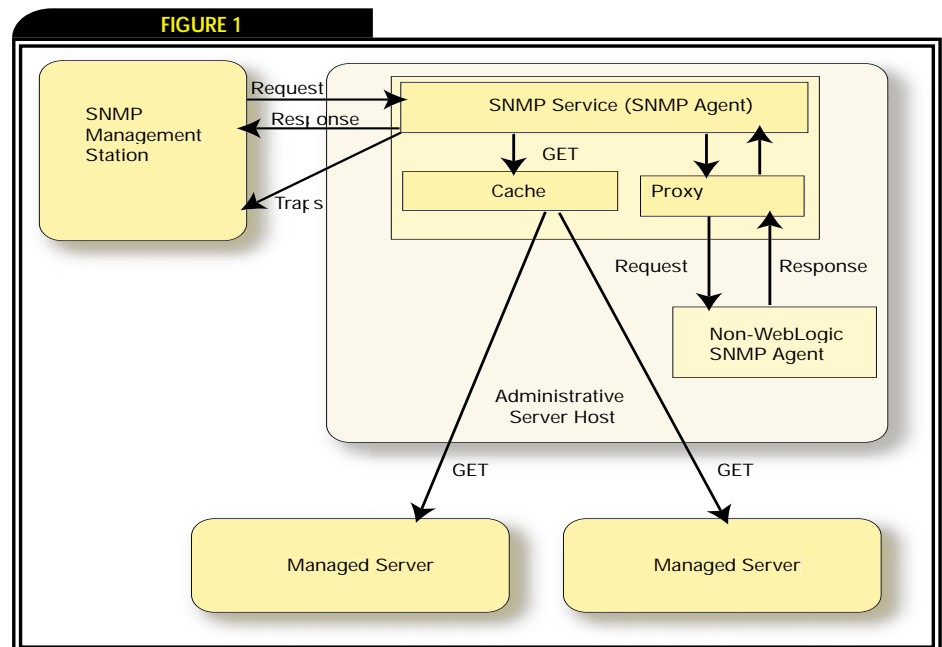 FIGURE 1
SNMP
Management
Station
Request
Response
Traps
SNMP Service (SNMP Agent)
GET
Cache
Proxy
Request
Response
Non-WebLogic
SNMP Agent
Administrative
Server Host
GET
GET
Managed Server
Managed Server